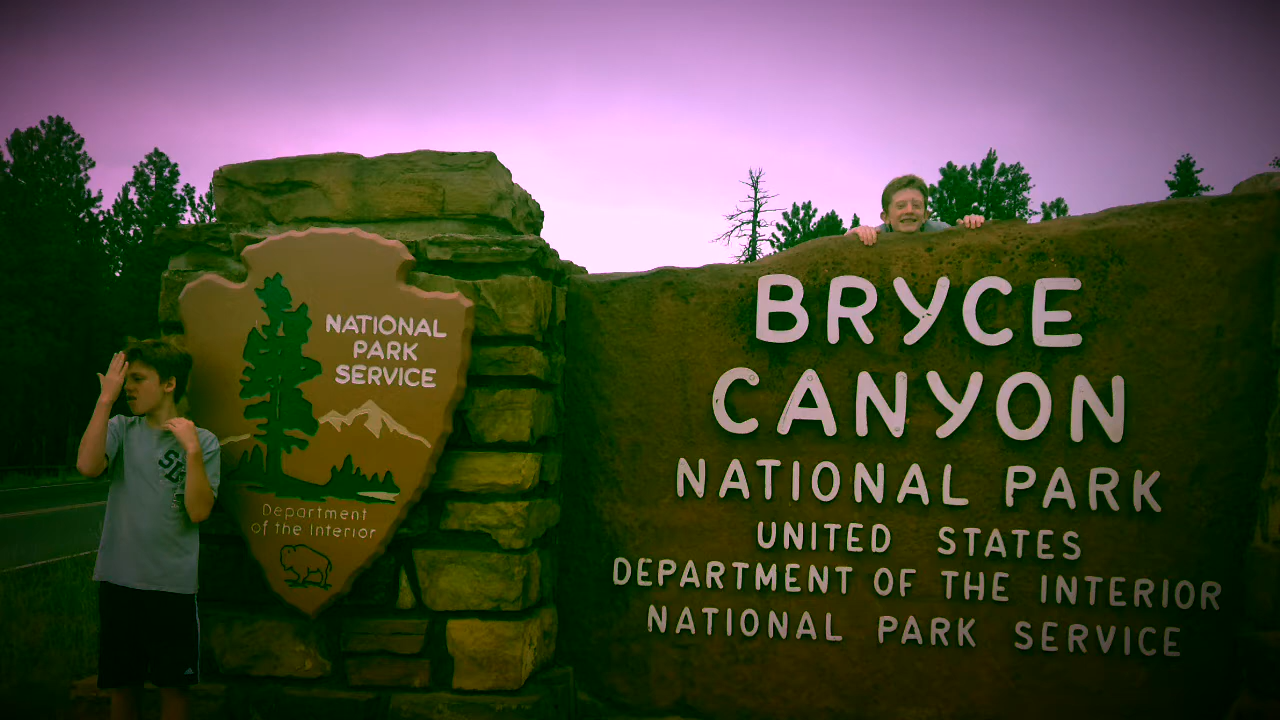 NATIONAL
PARK
SERVICE
Department
of the Interior
BRYCE
CANYON
NATIONAL PARK
UNITED STATES
DEPARTMENT OF THE INTERIOR
NATIONAL PARK SERVICE